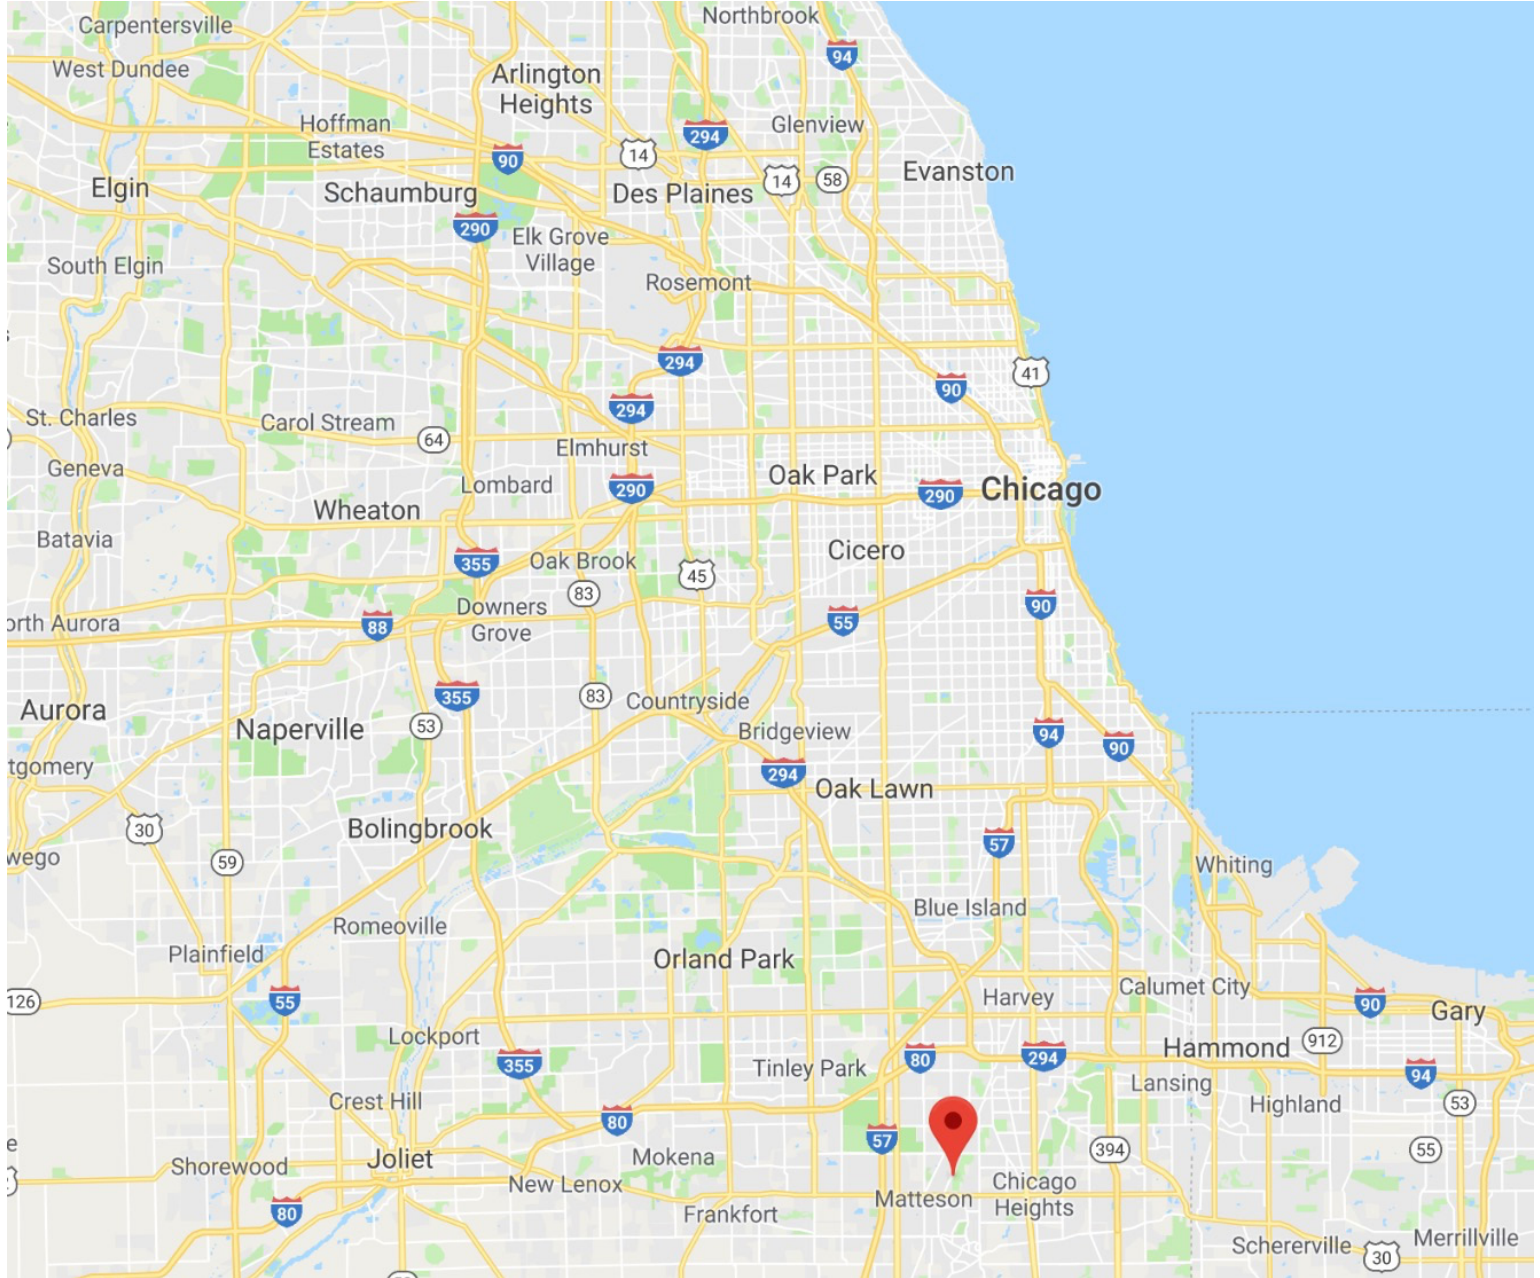 Northbrook
Carpentersville
94
West Dundee
Arlington
Heights
Hoffman
Estates
294
Glenview
90
14
14
58
Evanston
Elgin
Schaumburg
Des Plaines
290
Elk Grove
Village
South Elgin
Rosemont
294
41
90
294
St. Charles
Carol Stream
64
Elmhurst
Geneva
Lombard
290
Oak Park
290
Chicago
Wheaton
Batavia
355
Oak Brook
Cicero
45
83
Downers
Grove
90
orth Aurora
88
55
355
83
Countryside
Aurora
Naperville
53
Bridgeview
94
90
tgomery
294
Oak Lawn
30
Bolingbrook
57
wego
59
Whiting
Blue Island
Romeoville
Plainfield
Orland Park
126
55
Harvey
Calumet City
90
Gary
Lockport
912
Hammond
355
Tinley Park
80
294
94
Lansing
Crest Hill
Highland
53
80
57
Joliet
Shorewood
Mokena
394
55
New Lenox
Matteson
Chicago
Heights
80
Frankfort
Schererville
30
Merrillville